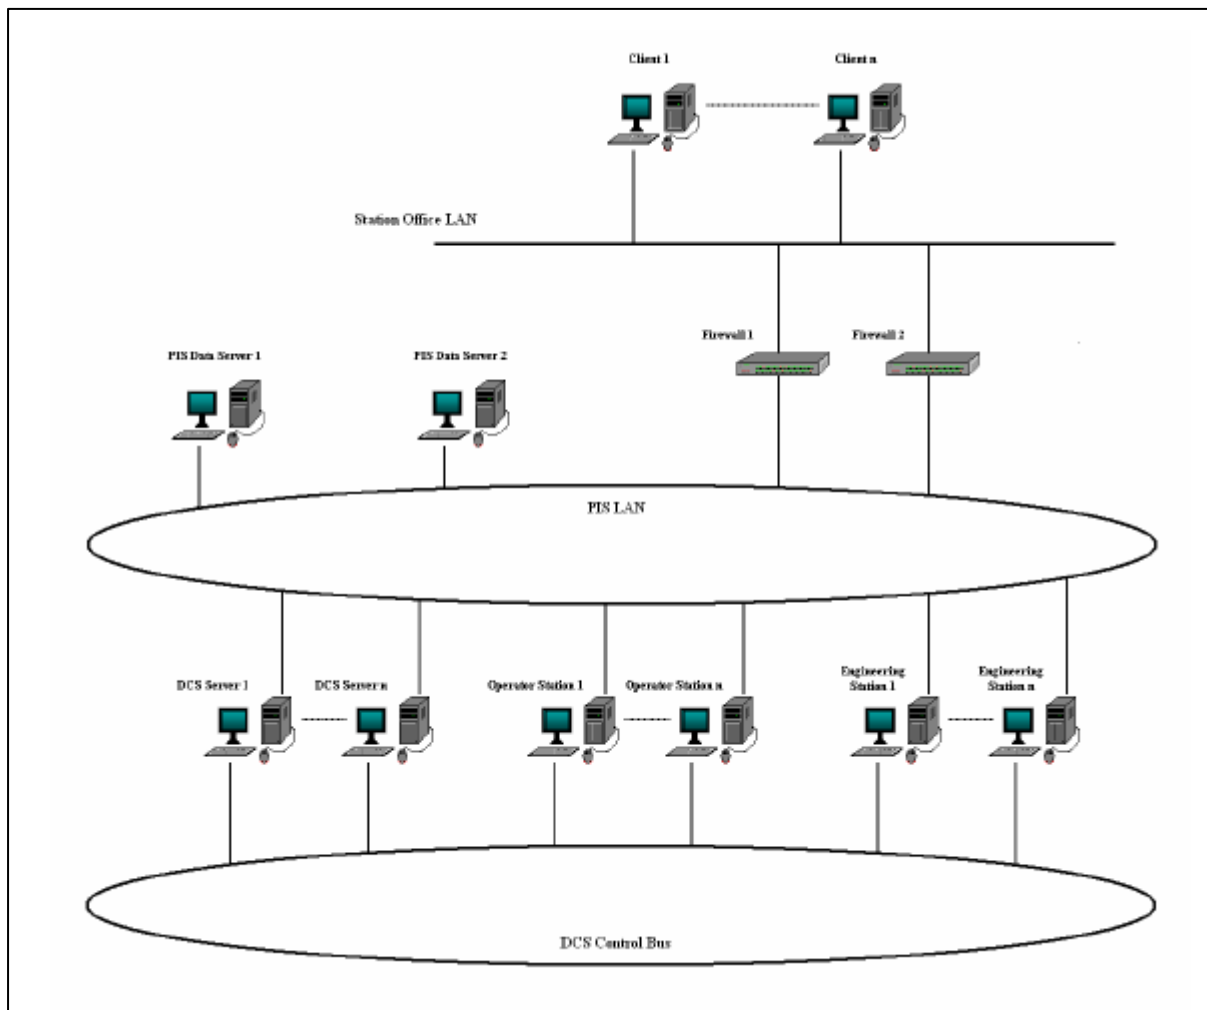 Client 1
Client n
Station Office LAN
Firewall 1
Firewall 2
PIS Data Server 1
PIS Data Server 2
PIS LAN
DCS Server 1
DCS Server n
Operator Station 1
Operator Station n
Engineering
Station 1
Engineering
Station n
DCS Control Bus